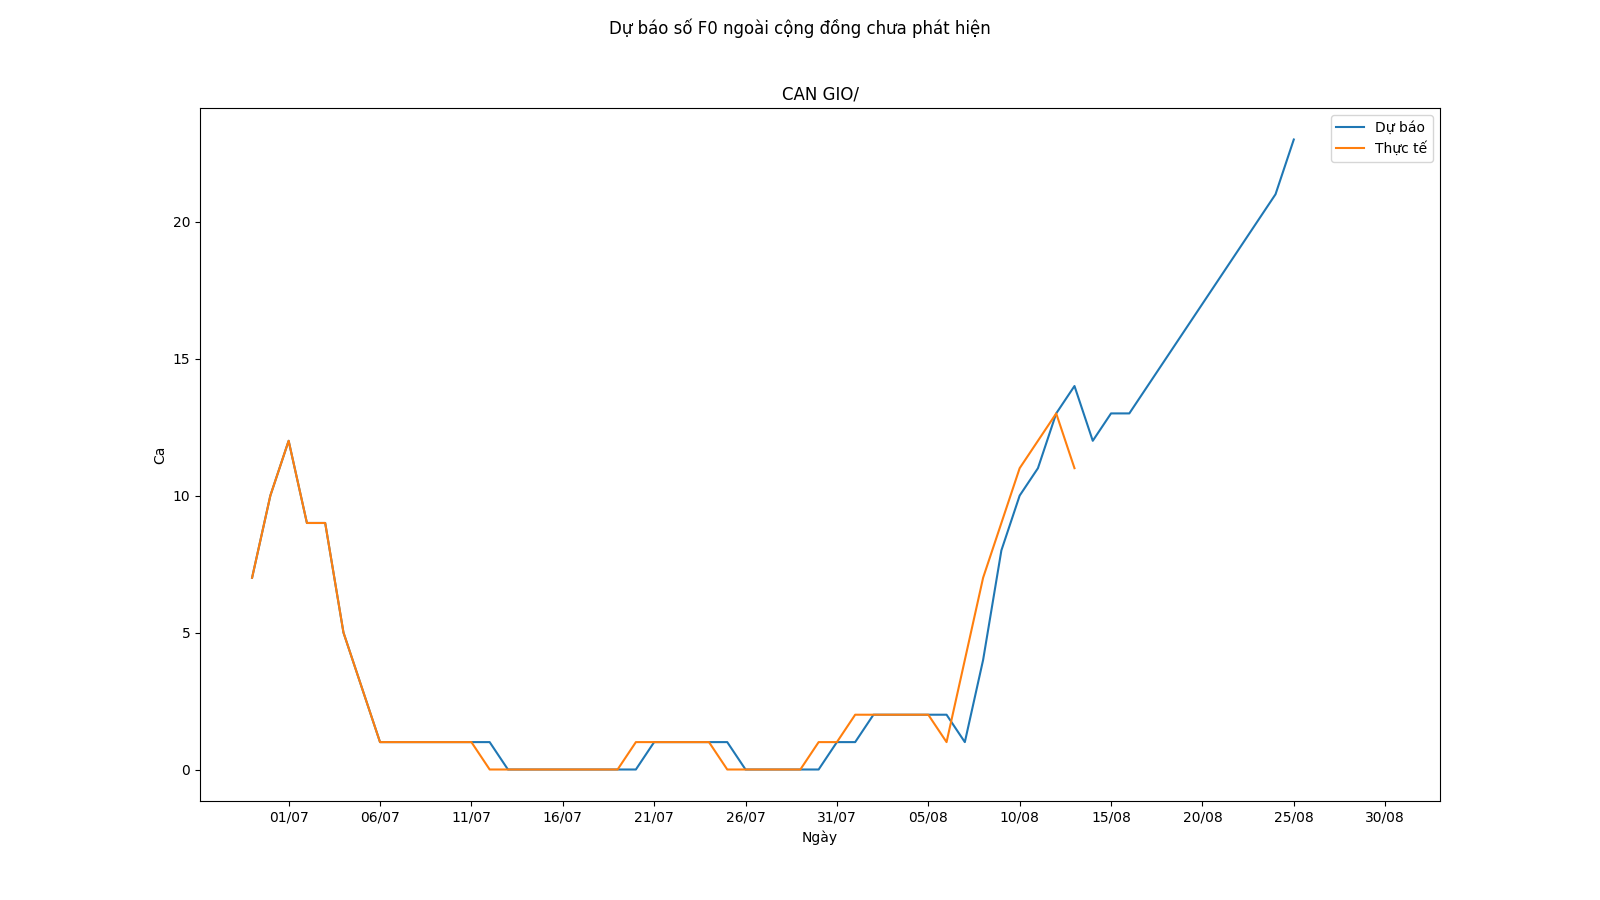 Dự báo số F0 ngoài cộng đồng chưa phát hiện
CAN GIO/
Dự báo
Thực tế
20
15
10
5
0
Ca
01/07 06/07 11/07 16/07 21/07 26/07 31/07 05/08 10/08 15/08 20/08 25/08 30/08
Ngày